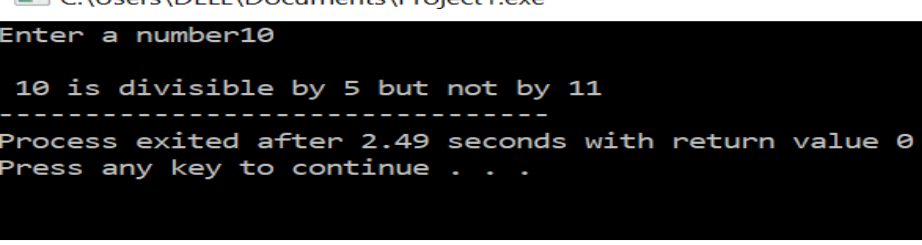 C:\Users\DELL\Documents\Project1.exe
Enter a number10
10 is divisible by 5 but not by 11
--------------------------------
Process exited after 2.49 seconds with return value 0
Press any key to continue . . .